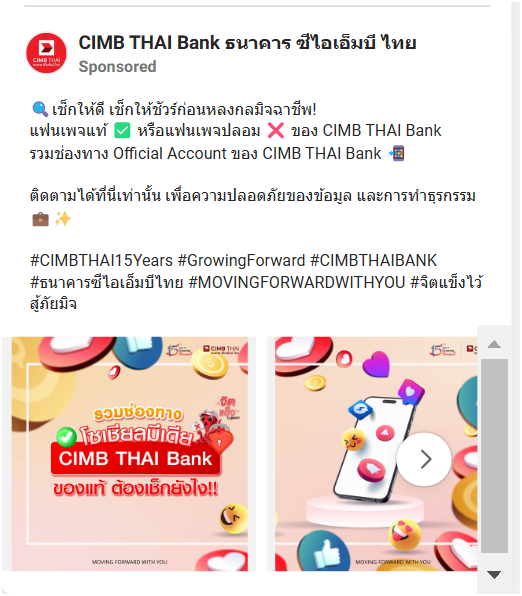 CIMB THAI Bank ธนาคาร ซีไอเอ็มบี ไทย
Sponsored
🔍 เช็กให้ดี เช็กให้ชัวร์ก่อนหลงกลมิจฉาชีพ!
แฟนเพจแท้ ✅ หรือแฟนเพจปลอม ❌ ของ CIMB THAI Bank
รวมช่องทาง Official Account ของ CIMB THAI Bank 📲
ติดตามได้ที่นี่เท่านั้น เพื่อความปลอดภัยของข้อมูล และการทำธุรกรรม
💼 ✨
#CIMBTHAI15Years #GrowingForward #CIMBTHAIBANK
#ธนาคารซีไอเอ็มบีไทย #MOVINGFORWARDWITHYOU #จิตแข็งไว้
สู้ภัยมิจ
CIMB THAI
รวมช่องทาง
โซเชียลมีเดีย
CIMB THAI Bank
ของแท้ ต้องเช็กยังไง!!
จิตแข็ง
MOVING FORWARD WITH YOU
MOVING FORWARD WITH YOU